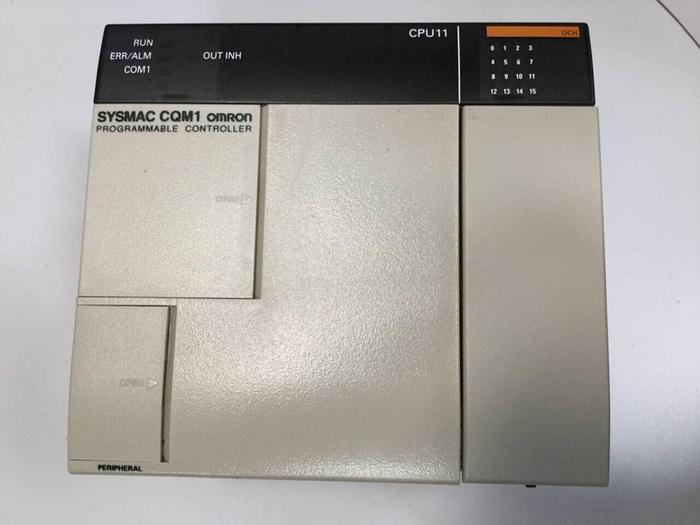 CPU11
RUN
ERR/ALM
OUT INH
COM1
0CH
0 1 2 3
4 5 6 7
8 9 10 11
12 13 14 15
SYSMAC CQM1 omron
PROGRAMMABLE CONTROLLER
OPEN
OPEN
PERIPHERAL